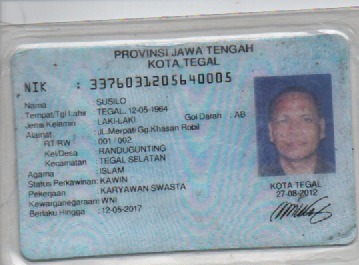 PROVINSI JAWA TENGAH
KOTA TEGAL
NIK : 3376031205640005
Nama : SUSILO
Tempat/Tgl Lahir : TEGAL, 12-05-1964
Jenis Kelamin : LAKI-LAKI Gol Darah : AB
Alamat : JL.Merpati Gg.Khasan Robi
RT/RW : 001 / 002
Kel/Desa : RANDUGUNTING
Kecamatan : TEGAL SELATAN
Agama : ISLAM
Status Perkawinan : KAWIN
Pekerjaan : KARYAWAN SWASTA
Kewarganegaraan : WNI
Berlaku Hingga : 12-05-2017
KOTA TEGAL
27-08-2012